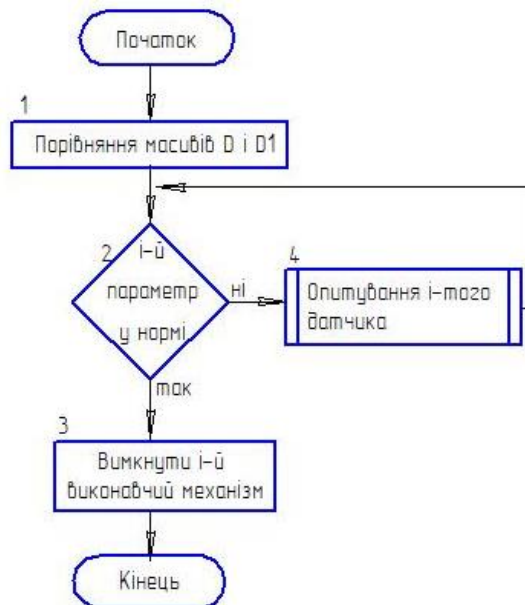 Початок
1
Порівняння масивів D і D1
2
і-й
параметр
у нормі
ні
4
Опитування і-того
датчика
так
3
Вимкнути і-й
виконавчий механізм
Кінець